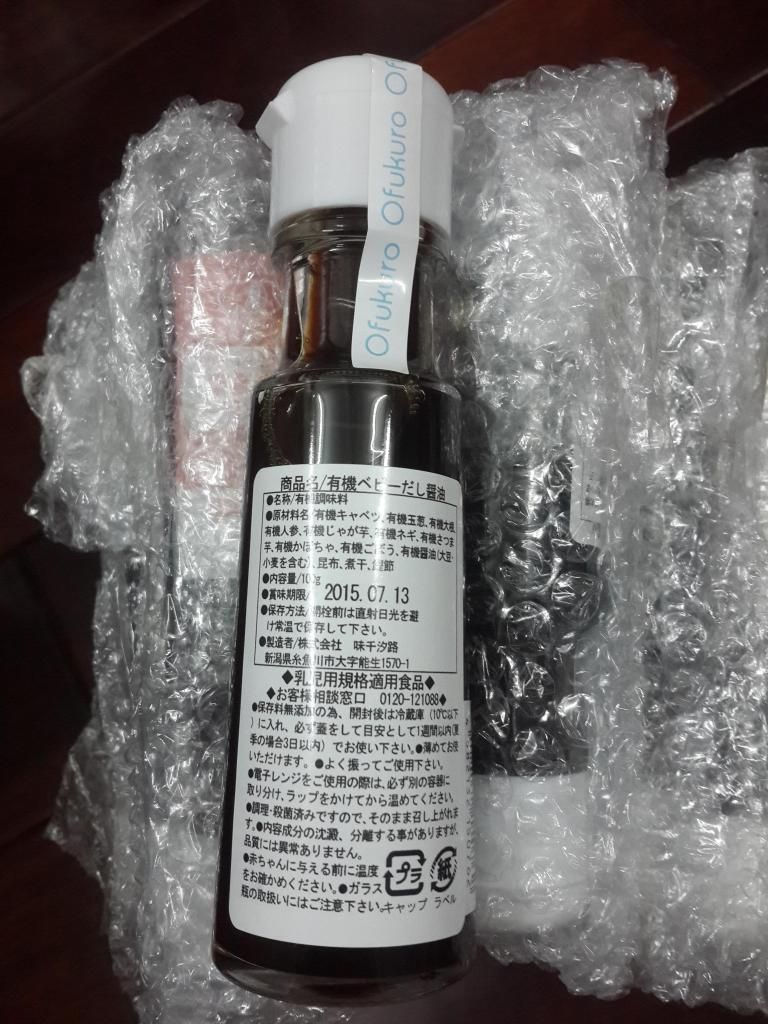 Ofukuro Ofukuro Of
商品名/有機ベビーだし醤油
●名称/有機調味料
●原材料名/有機キャベツ、有機玉葱、有機大根、
有機人参、有機じゃが芋、有機ネギ、有機さつま
芋、有機かぼちゃ、有機ごぼう、有機醤油(大豆・
小麦を含む)、昆布、煮干、鰹節
●内容量/100g
●賞味期限/ 2015.07.13
●保存方法/開栓前は直射日光を避
け常温で保存して下さい。
●製造者/株式会社 味千汐路
新潟県糸魚川市大字能生1570-1
◆乳児用規格適用食品◆
◆お客様相談窓口 0120-121088◆
●保存料無添加の為、開封後は冷蔵庫(10℃以下
)に入れ、必ず蓋をして目安として1週間以内(夏
季の場合3日以内)でお使い下さい。●薄めてお使
いただけます。●よく振ってご使用下さい。
●電子レンジをご使用の際は、必ず別の容器に
取り分け、ラップをかけてから温めてください。
●調理・殺菌済みですので、そのまま召し上がれま
す。●内容成分の沈澱、分離する事がありますが、
品質には異常ありません。
●赤ちゃんに与える前に温度
をお確かめください。●ガラス
瓶の取扱いにはご注意下さい。
プラ 紙
キャップ ラベル